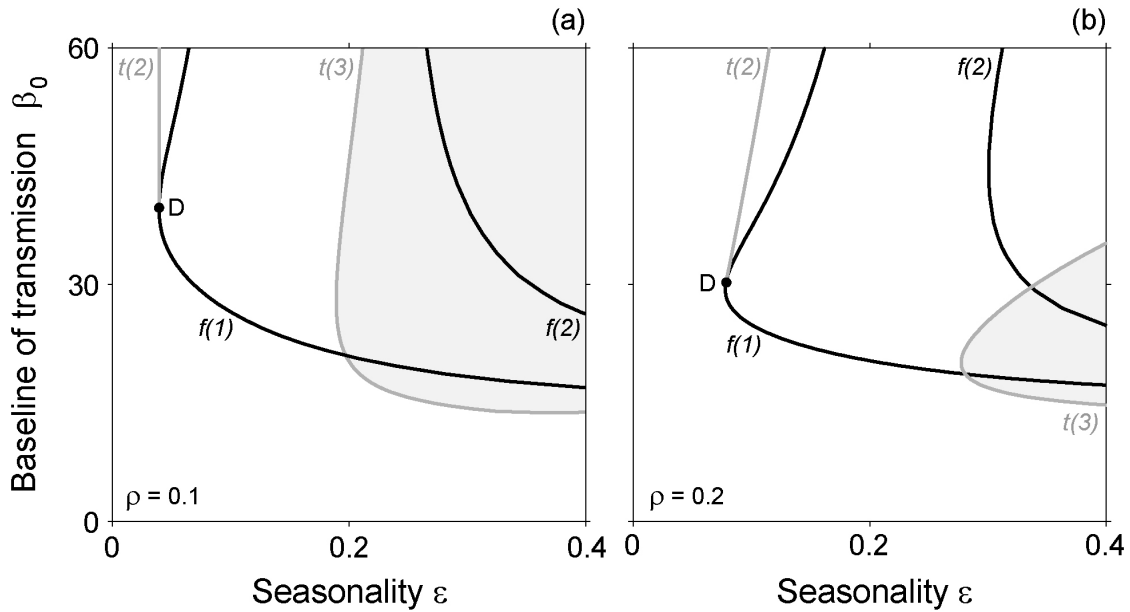 (a)
(b)
Baseline of transmission β0
60
30
0
t(2)
t(3)
D
f(1)
f(2)
ρ = 0.1
0
0.2
0.4
Seasonality ε
t(2)
f(2)
D
f(1)
t(3)
ρ = 0.2
0
0.2
0.4
Seasonality ε